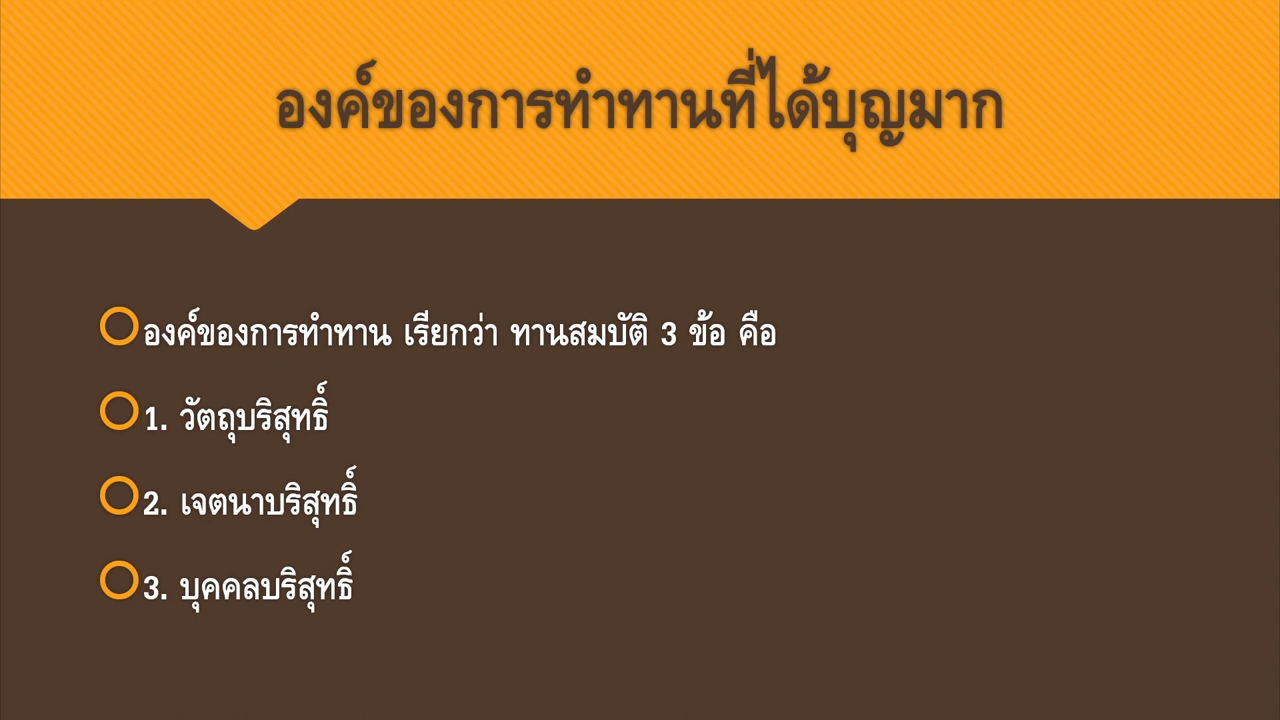 องค์ของการทำทานที่ได้บุญมาก
องค์ของการทำทาน เรียกว่า ทานสมบัติ 3 ข้อ คือ
1. วัตถุบริสุทธิ์
2. เจตนาบริสุทธิ์
3. บุคคลบริสุทธิ์